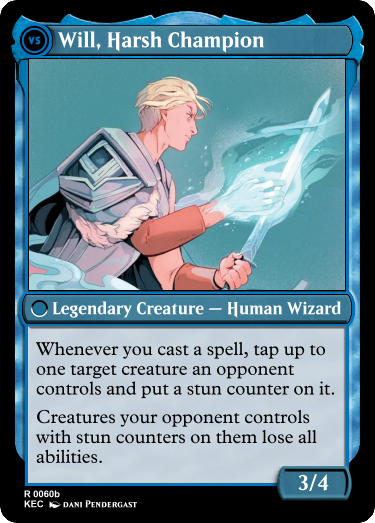 VS Will, Harsh Champion
Legendary Creature — Human Wizard
Whenever you cast a spell, tap up to
one target creature an opponent
controls and put a stun counter on it.
Creatures your opponent controls
with stun counters on them lose all
abilities.
3/4
R 0060b
KEC DANI PENDERGAST